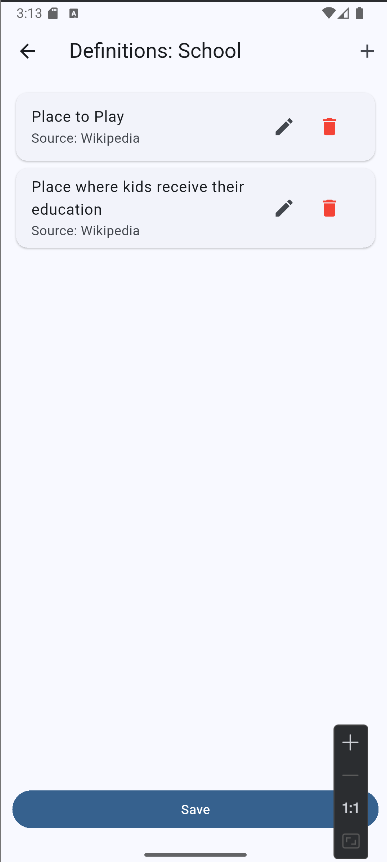 3:13 A
Definitions: School
Place to Play
Source: Wikipedia
Place where kids receive their
education
Source: Wikipedia
Save
1:1